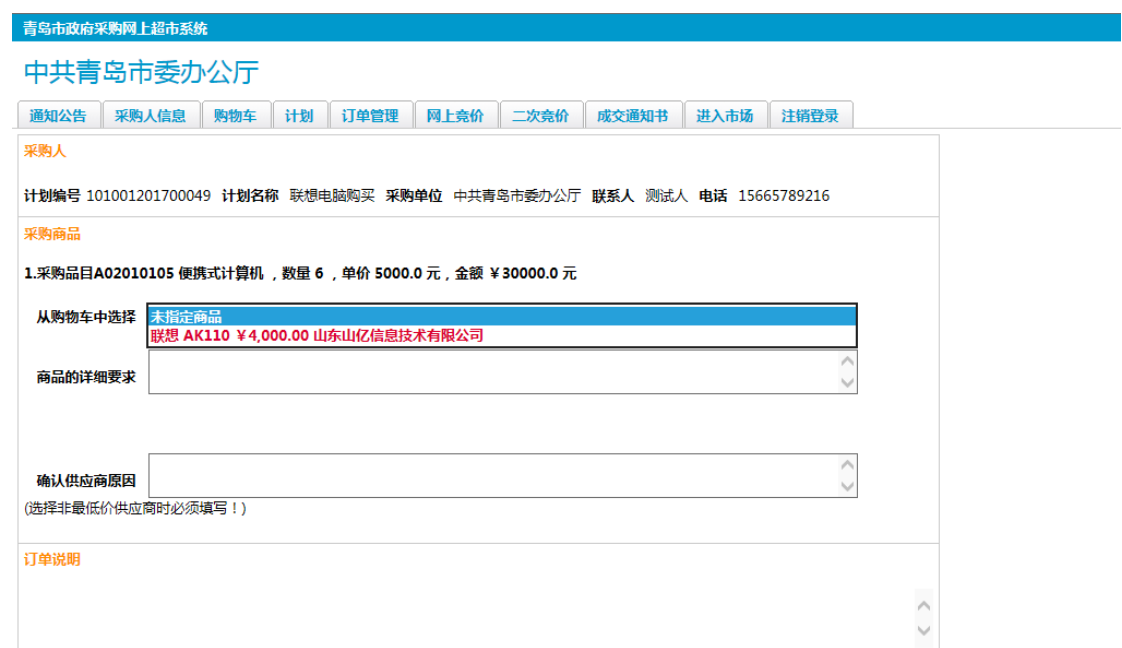 青岛市政府采购网上超市系统
中共青岛市委办公厅
通知公告 采购人信息 购物车 计划 订单管理 网上竞价 二次竞价 成交通知书 进入市场 注销登录
采购人
计划编号 101001201700049 计划名称 联想电脑购买 采购单位 中共青岛市委办公厅 联系人 测试人 电话 15665789216
采购商品
1.采购品目A02010105 便携式计算机 ，数量 6 ，单价 5000.0 元 , 金额 ￥30000.0 元
从购物车中选择 未指定商品
联想 AK110 ￥4,000.00 山东山亿信息技术有限公司
商品的详细要求
确认供应商原因
(选择非最低价供应商时必须填写！)
订单说明